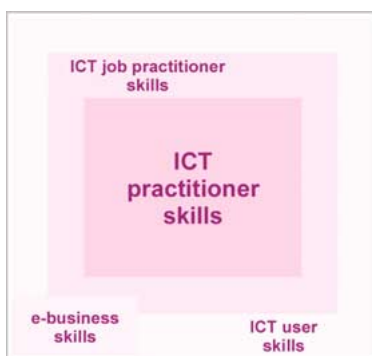 ICT job practitioner
skills
ICT
practitioner
skills
e-business
skills
ICT user
skills